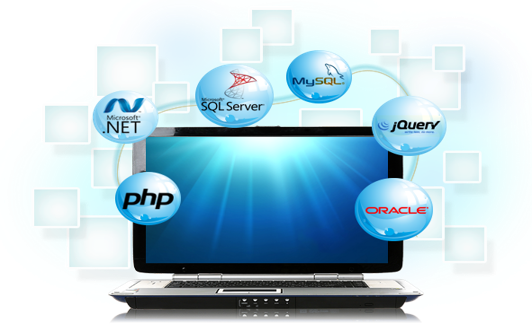 Microsoft
SQL Server
MySQL
Microsoft
.NET
jQuery
php
ORACLE